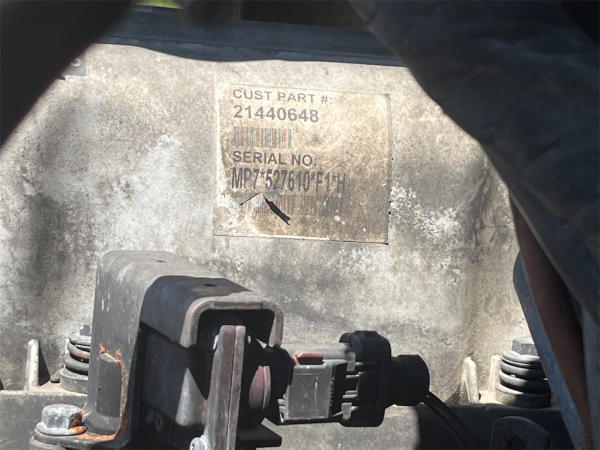 CUST PART #:
21440648
SERIAL NO.
MP7*527610*F1*H